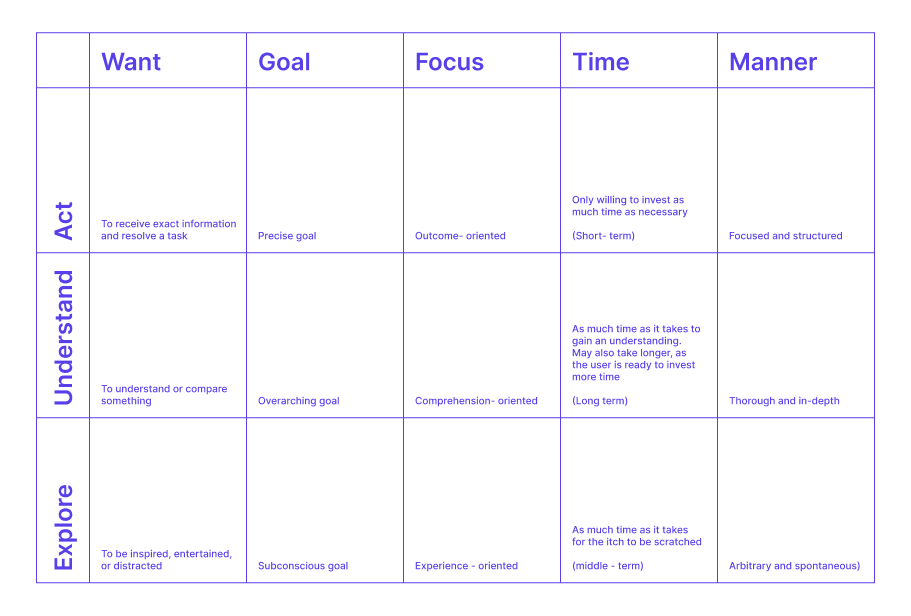 Want
Goal
Focus
Time
Manner
Act
To receive exact information
and resolve a task
Precise goal
Outcome- oriented
Only willing to invest as
much time as necessary
(Short- term)
Focused and structured
Understand
To understand or compare
something
Overarching goal
Comprehension- oriented
As much time as it takes to
gain an understanding.
May also take longer, as
the user is ready to invest
more time
(Long term)
Thorough and in-depth
Explore
To be inspired, entertained,
or distracted
Subconscious goal
Experience - oriented
As much time as it takes
for the itch to be scratched
(middle - term)
Arbitrary and spontaneous)